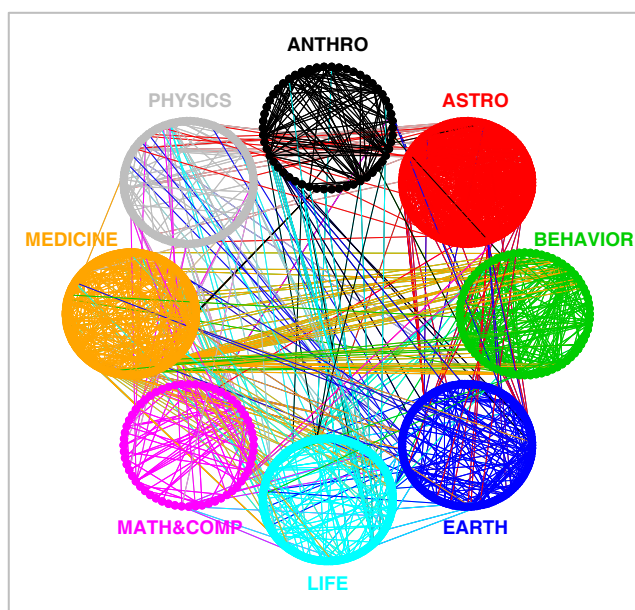 ANTHRO
PHYSICS
ASTRO
MEDICINE
BEHAVIOR
MATH&COMP
EARTH
LIFE